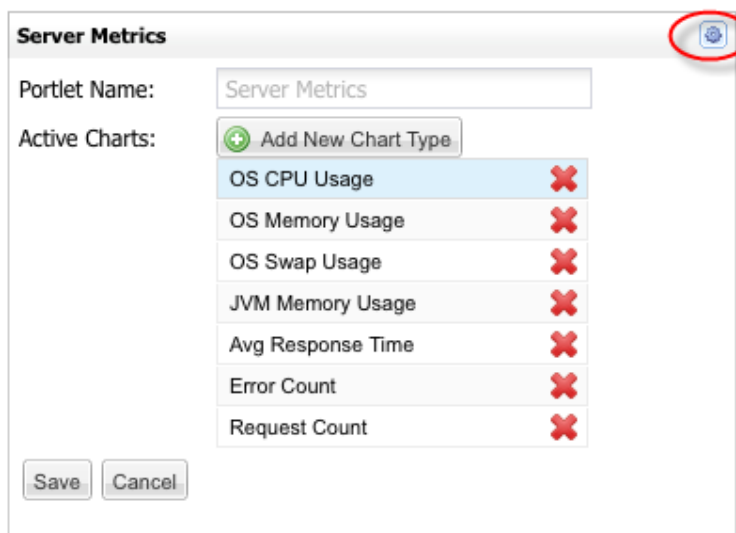 Server Metrics
Portlet Name: Server Metrics
Active Charts: Add New Chart Type
OS CPU Usage
OS Memory Usage
OS Swap Usage
JVM Memory Usage
Avg Response Time
Error Count
Request Count
Save Cancel